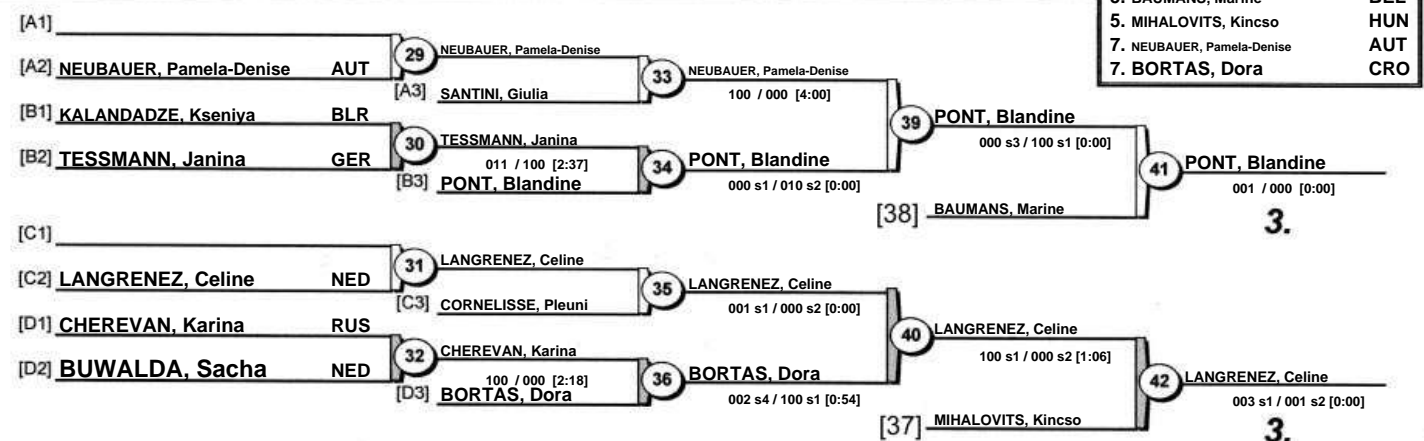 5. BAUMANS, Marine BEL
5. MIHALOVITS, Kincso HUN
7. NEUBAUER, Pamela-Denise AUT
7. BORTAS, Dora CRO
[A1]
[A2] NEUBAUER, Pamela-Denise AUT
29
NEUBAUER, Pamela-Denise
[A3] SANTINI, Giulia
33
NEUBAUER, Pamela-Denise
100 / 000 [4:00]
[B1] KALANDADZE, Kseniya BLR
[B2] TESSMANN, Janina GER
30
TESSMANN, Janina
011 / 100 [2:37]
[B3] PONT, Blandine
34
PONT, Blandine
000 s1 / 010 s2 [0:00]
39
PONT, Blandine
000 s3 / 100 s1 [0:00]
[38] BAUMANS, Marine
41
PONT, Blandine
001 / 000 [0:00]
3.
[C1]
[C2] LANGRENEZ, Celine NED
31
LANGRENEZ, Celine
[C3] CORNELISSE, Pleuni
35
LANGRENEZ, Celine
001 s1 / 000 s2 [0:00]
[D1] CHEREVAN, Karina RUS
[D2] BUWALDA, Sacha NED
32
CHEREVAN, Karina
100 / 000 [2:18]
[D3] BORTAS, Dora
36
BORTAS, Dora
002 s4 / 100 s1 [0:54]
40
LANGRENEZ, Celine
100 s1 / 000 s2 [1:06]
[37] MIHALOVITS, Kincso
42
LANGRENEZ, Celine
003 s1 / 001 s2 [0:00]
3.